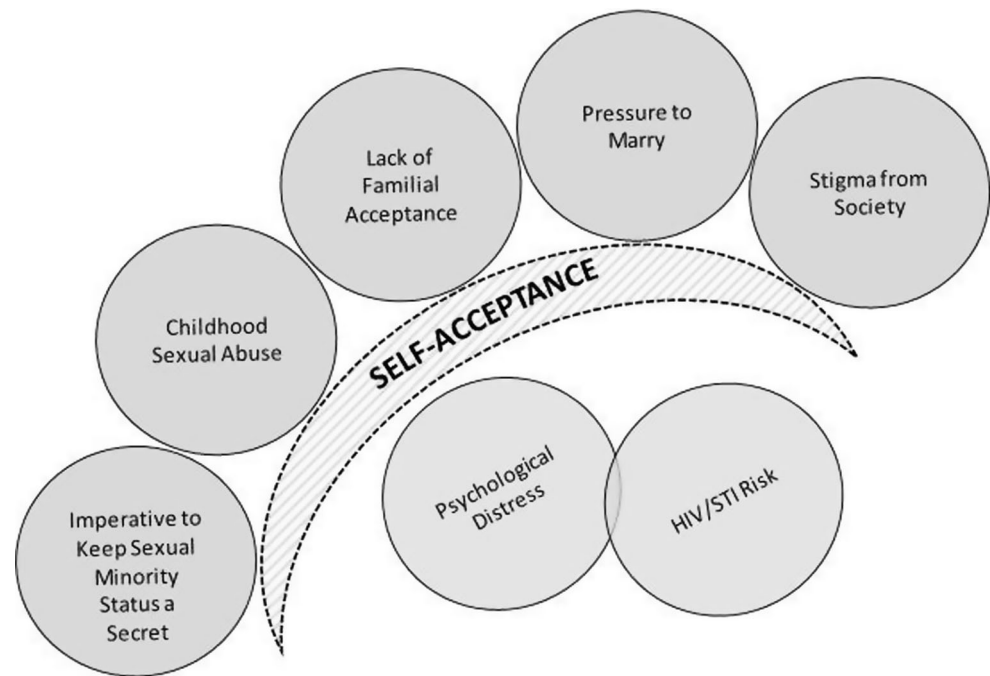 Pressure to
Marry
Lack of
Familial
Acceptance
Stigma from
Society
SELF-ACCEPTANCE
Childhood
Sexual Abuse
Psychological
Distress
HIV/STI Risk
Imperative to
Keep Sexual
Minority
Status a
Secret